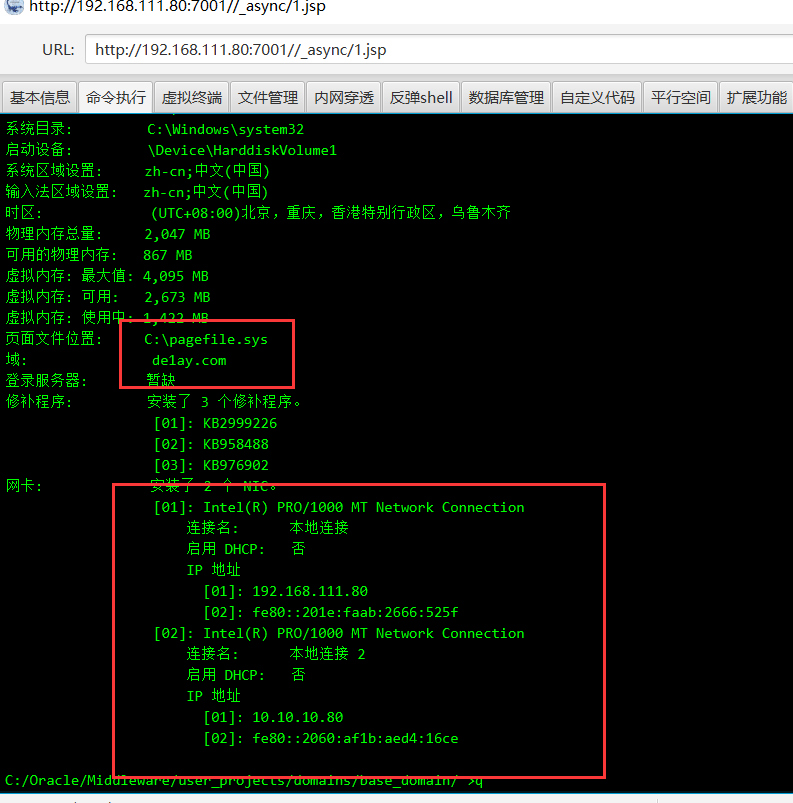 http://192.168.111.80:7001//_async/1.jsp
URL: http://192.168.111.80:7001//_async/1.jsp
基本信息 命令执行 虚拟终端 文件管理 内网穿透 反弹shell 数据库管理 自定义代码 平行空间 扩展功能
系统目录: C:\Windows\system32
启动设备: \Device\HarddiskVolume1
系统区域设置: zh-cn;中文(中国)
输入法区域设置: zh-cn;中文(中国)
时区: (UTC+08:00)北京，重庆，香港特别行政区，乌鲁木齐
物理内存总量: 2,047 MB
可用的物理内存: 867 MB
虚拟内存: 最大值: 4,095 MB
虚拟内存: 可用: 2,673 MB
虚拟内存: 使用中: 1,422 MB
页面文件位置: C:\pagefile.sys
域: de1ay.com
登录服务器: 暂缺
修补程序: 安装了 3 个修补程序。
[01]: KB2999226
[02]: KB958488
[03]: KB976902
网卡: 安装了 2 个 NIC。
[01]: Intel(R) PRO/1000 MT Network Connection
连接名: 本地连接
启用 DHCP: 否
IP 地址
[01]: 192.168.111.80
[02]: fe80::201e:faab:2666:525f
[02]: Intel(R) PRO/1000 MT Network Connection
连接名: 本地连接 2
启用 DHCP: 否
IP 地址
[01]: 10.10.10.80
[02]: fe80::2060:af1b:aed4:16ce
C:/Oracle/Middleware/user_projects/domains/base_domain/ >q